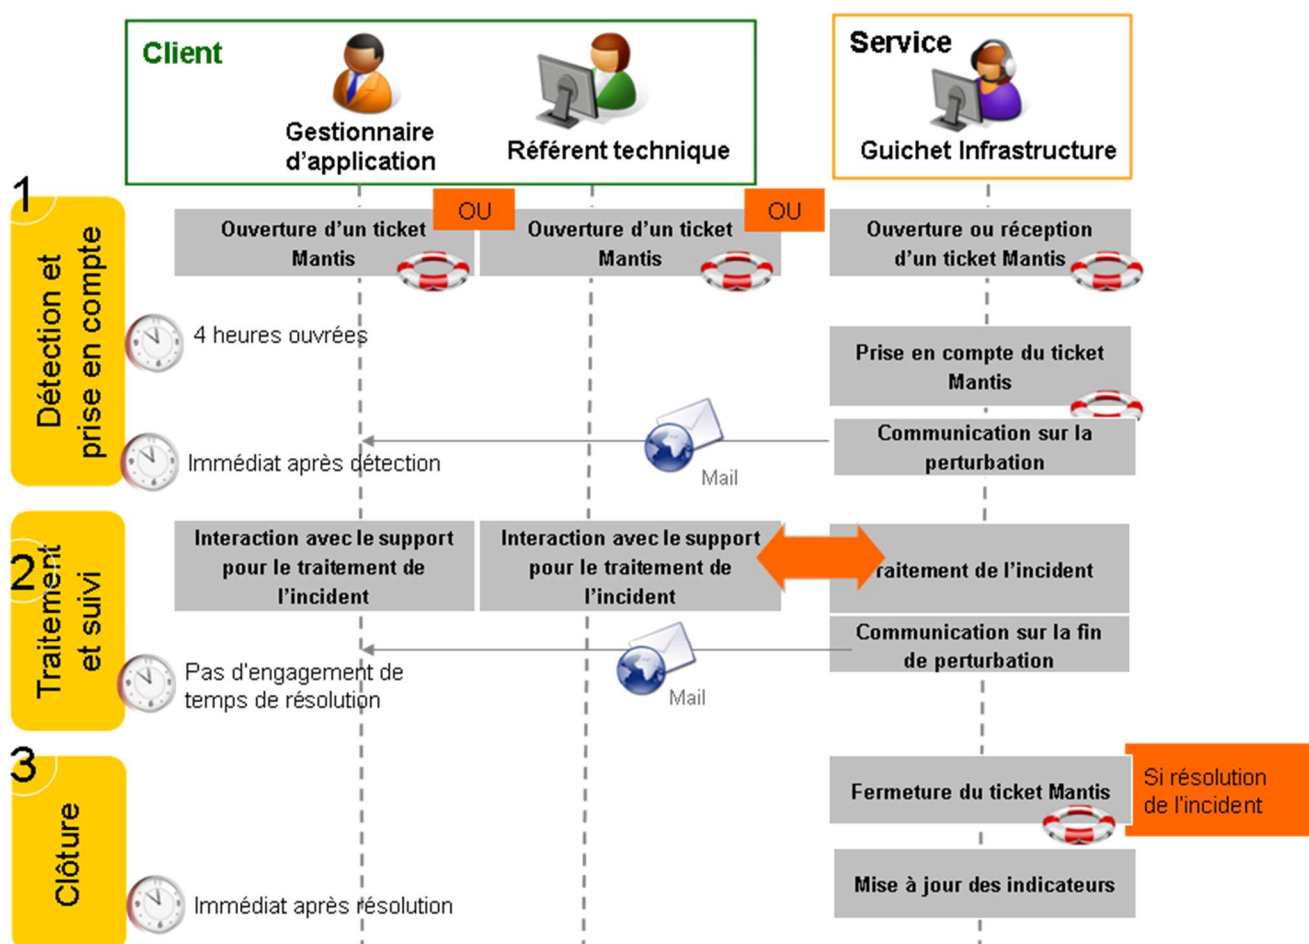 Client
Service
Gestionnaire
d'application
Référent technique
Guichet Infrastructure
1
Détection et
prise en compte
Ouverture d'un ticket
Mantis
OU
Ouverture d'un ticket
Mantis
OU
Ouverture ou réception
d'un ticket Mantis
4 heures ouvrées
Prise en compte du ticket
Mantis
Immédiat après détection
Mail
Communication sur la
perturbation
2
Traitement
et suivi
Interaction avec le support
pour le traitement de
l'incident
Interaction avec le support
pour le traitement de
l'incident
Traitement de l'incident
Pas d'engagement de
temps de résolution
Mail
Communication sur la fin
de perturbation
3
Clôture
Fermeture du ticket Mantis
Si résolution
de l'incident
Immédiat après résolution
Mise à jour des indicateurs